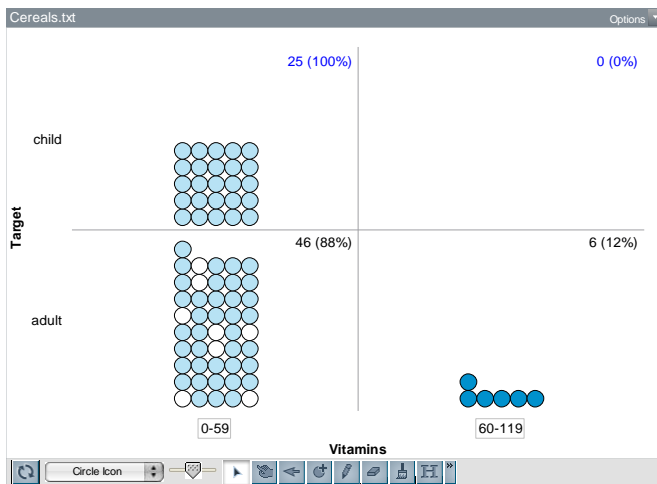 Cereals.txt
Options
25 (100%)
0 (0%)
child
Target
46 (88%)
6 (12%)
adult
0-59
60-119
Vitamins
Circle Icon
H
»